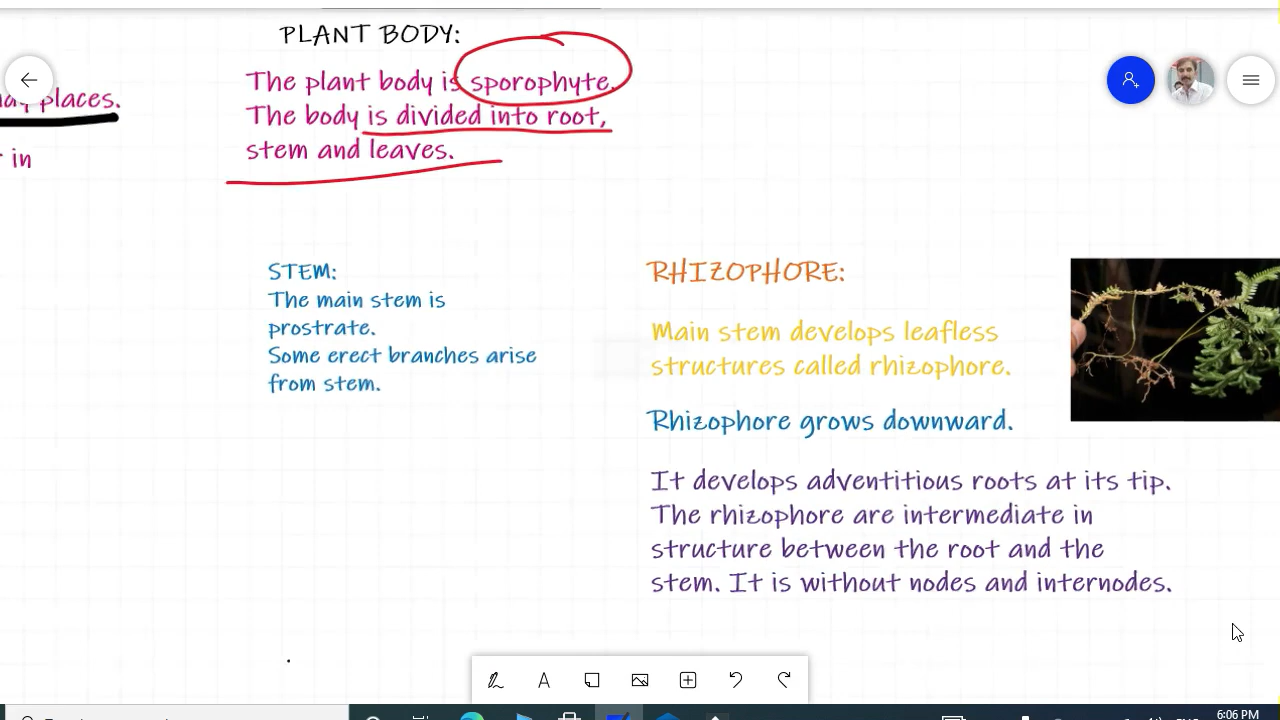 PLANT BODY:
places.
in
The plant body is sporophyte.
The body is divided into root,
stem and leaves.
STEM:
The main stem is
prostrate.
Some erect branches arise
from stem.
RHIZOPHORE:
Main stem develops leafless
structures called rhizophore.
Rhizophore grows downward.
It develops adventitious roots at its tip.
The rhizophore are intermediate in
structure between the root and the
stem. It is without nodes and internodes.
6:06 PM